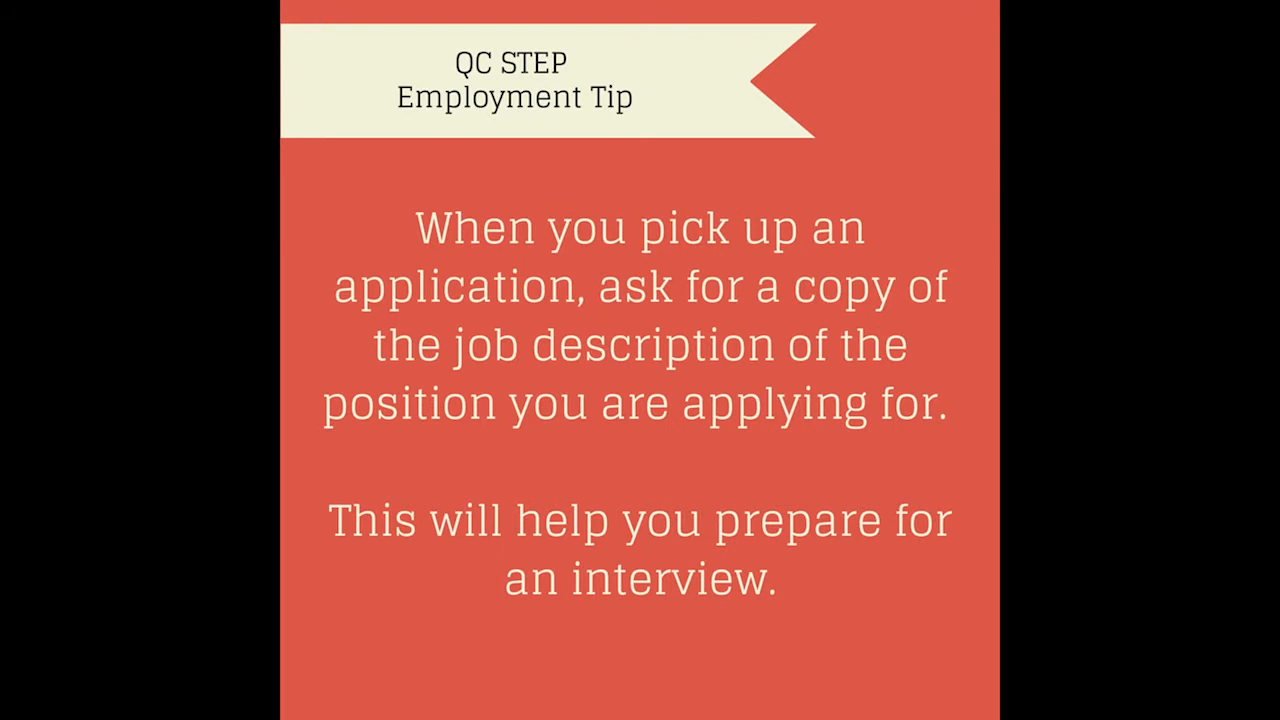 QC STEP
Employment Tip
When you pick up an
application, ask for a copy of
the job description of the
position you are applying for.
This will help you prepare for
an interview.